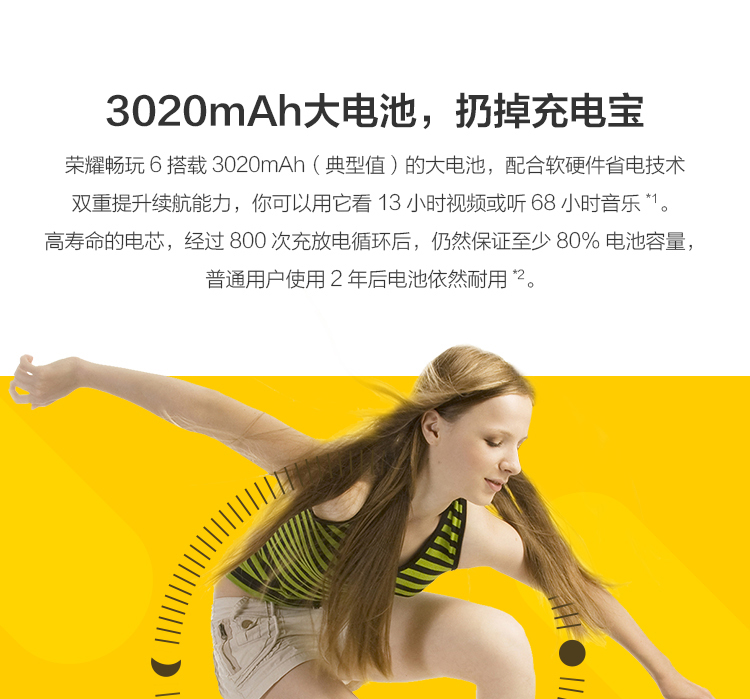 3020mAh大电池，扔掉充电宝
荣耀畅玩 6 搭载 3020mAh（典型值）的大电池，配合软硬件省电技术
双重提升续航能力，你可以用它看 13 小时视频或听 68 小时音乐 *1。
高寿命的电芯，经过 800 次充放电循环后，仍然保证至少 80% 电池容量，
普通用户使用 2 年后电池依然耐用 *2。